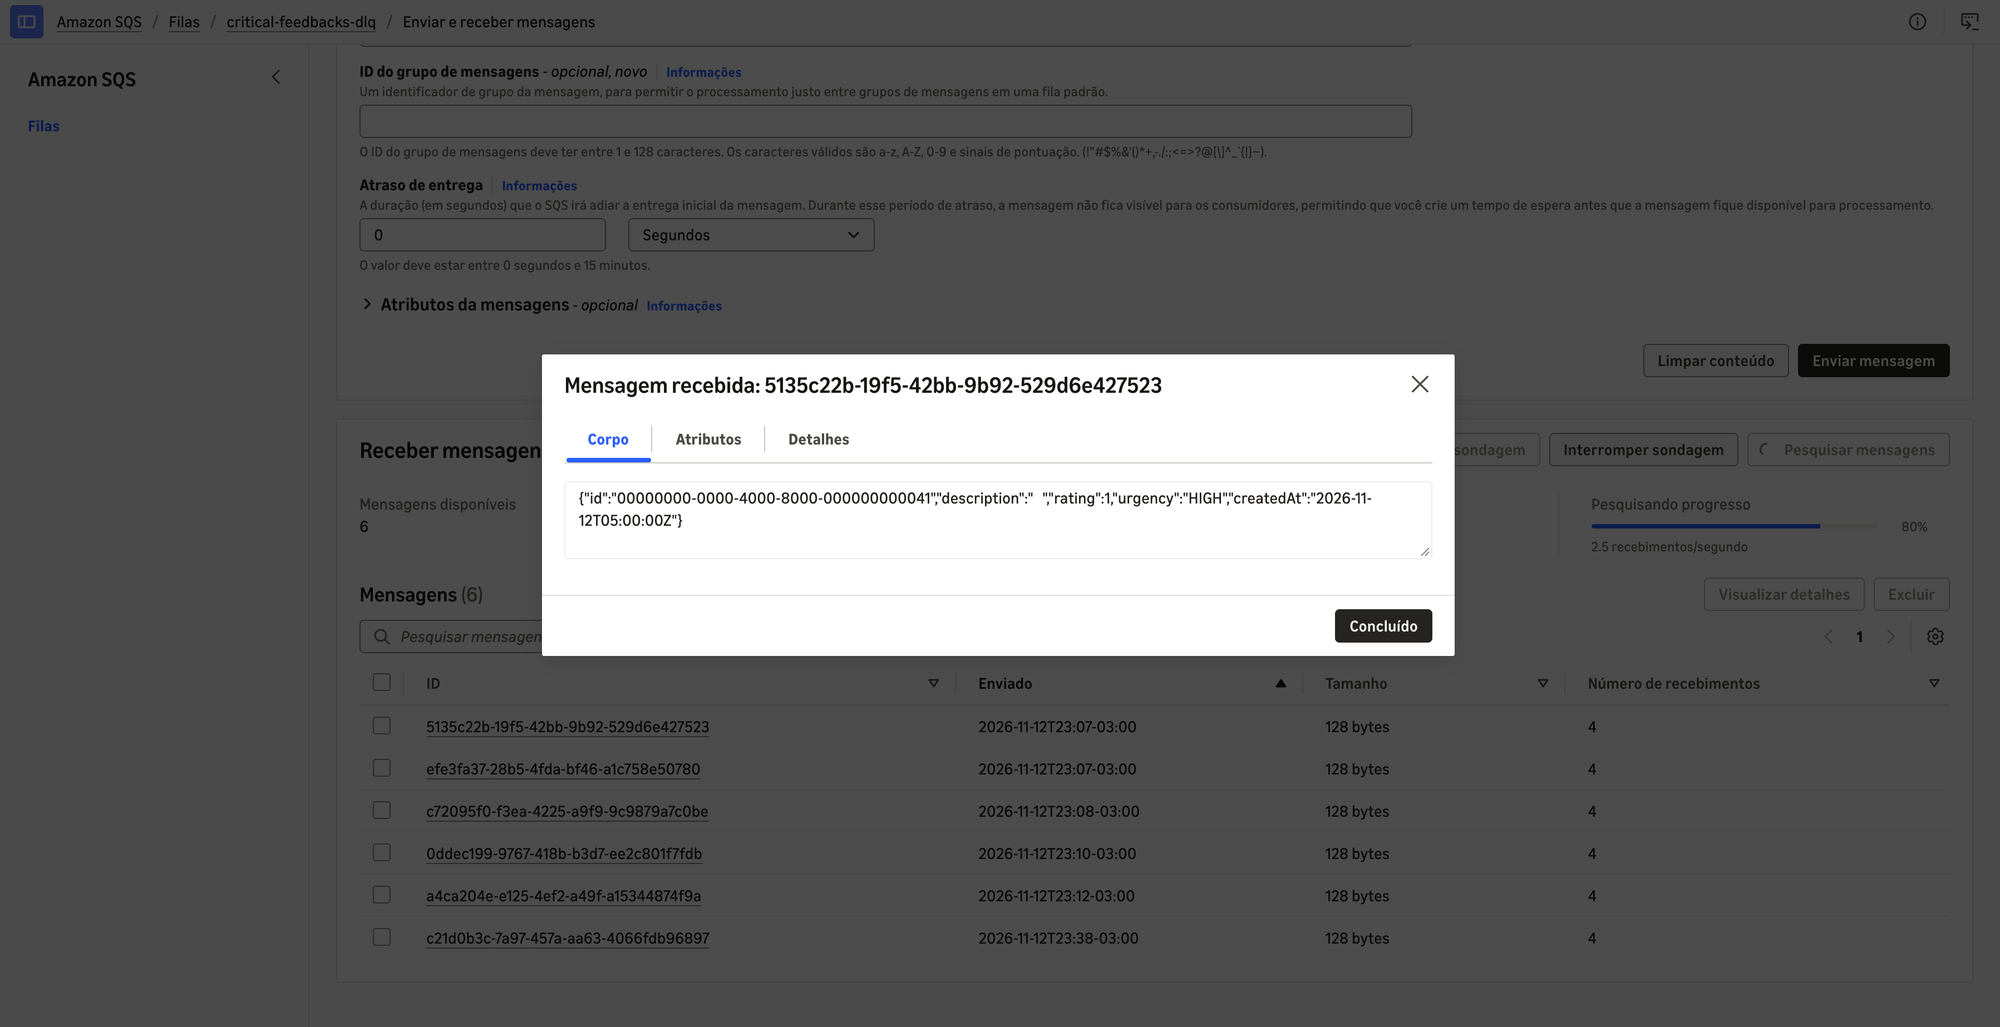 Amazon SQS / Filas / critical-feedbacks-dlq / Enviar e receber mensagens
Amazon SQS
Filas
ID do grupo de mensagens - opcional, novo Informações
Um identificador de grupo da mensagem, para permitir o processamento justo entre grupos de mensagens em uma fila padrão.
O ID do grupo de mensagens deve ter entre 1 e 128 caracteres. Os caracteres válidos são a-z, A-Z, 0-9 e sinais de pontuação. (!"#$%&'()*+,-./:;<=>?@[\]^_`{|}~).
Atraso de entrega Informações
A duração (em segundos) que o SQS irá adiar a entrega inicial da mensagem. Durante esse período de atraso, a mensagem não fica visível para os consumidores, permitindo que você crie um tempo de espera antes que a mensagem fique disponível para processamento.
0 Segundos
O valor deve estar entre 0 segundos e 15 minutos.
Atributos da mensagens - opcional Informações
Limpar conteúdo Enviar mensagem
Mensagem recebida: 5135c22b-19f5-42bb-9b92-529d6e427523
Corpo Atributos Detalhes
{"id":"00000000-0000-4000-8000-000000000041","description":"  ","rating":1,"urgency":"HIGH","createdAt":"2026-11-
12T05:00:00Z"}
Concluído
Receber mensagen sondagem Interromper sondagem Pesquisar mensagens
Mensagens disponíveis
6
Pesquisando progresso
80%
2.5 recebimentos/segundo
Mensagens (6) Visualizar detalhes Excluir
Pesquisar mensagen 1
ID Enviado Tamanho Número de recebimentos
5135c22b-19f5-42bb-9b92-529d6e427523 2026-11-12T23:07-03:00 128 bytes 4
efe3fa37-28b5-4fda-bf46-a1c758e50780 2026-11-12T23:07-03:00 128 bytes 4
c72095f0-f3ea-4225-a9f9-9c9879a7c0be 2026-11-12T23:08-03:00 128 bytes 4
0ddec199-9767-418b-b3d7-ee2c801f7fdb 2026-11-12T23:10-03:00 128 bytes 4
a4ca204e-e125-4ef2-a49f-a15344874f9a 2026-11-12T23:12-03:00 128 bytes 4
c21d0b3c-7a97-457a-aa63-4066fdb96897 2026-11-12T23:38-03:00 128 bytes 4